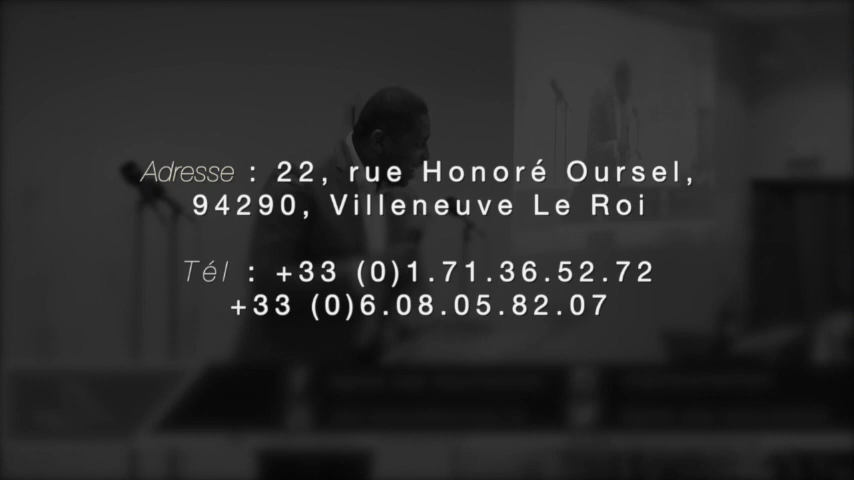 Adresse : 22, rue Honoré Oursel,
94290, Villeneuve Le Roi
Tél : +33 (0)1.71.36.52.72
+33 (0)6.08.05.82.07